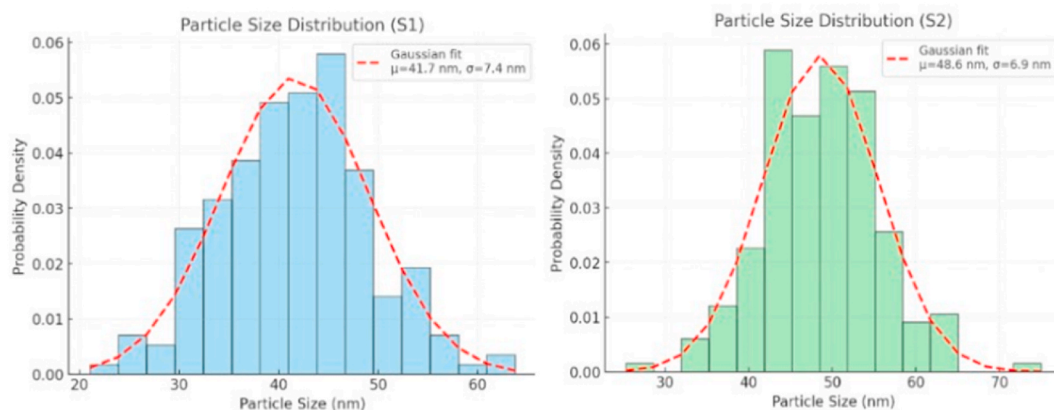 Particle Size Distribution (S1)
0.06
0.05
0.04
0.03
0.02
0.01
0.00
Probability Density
Gaussian fit
μ=41.7 nm, σ=7.4 nm
20
30
40
50
60
Particle Size (nm)
Particle Size Distribution (S2)
0.06
0.05
0.04
0.03
0.02
0.01
0.00
Probability Density
Gaussian fit
μ=48.6 nm, σ=6.9 nm
30
40
50
60
70
Particle Size (nm)